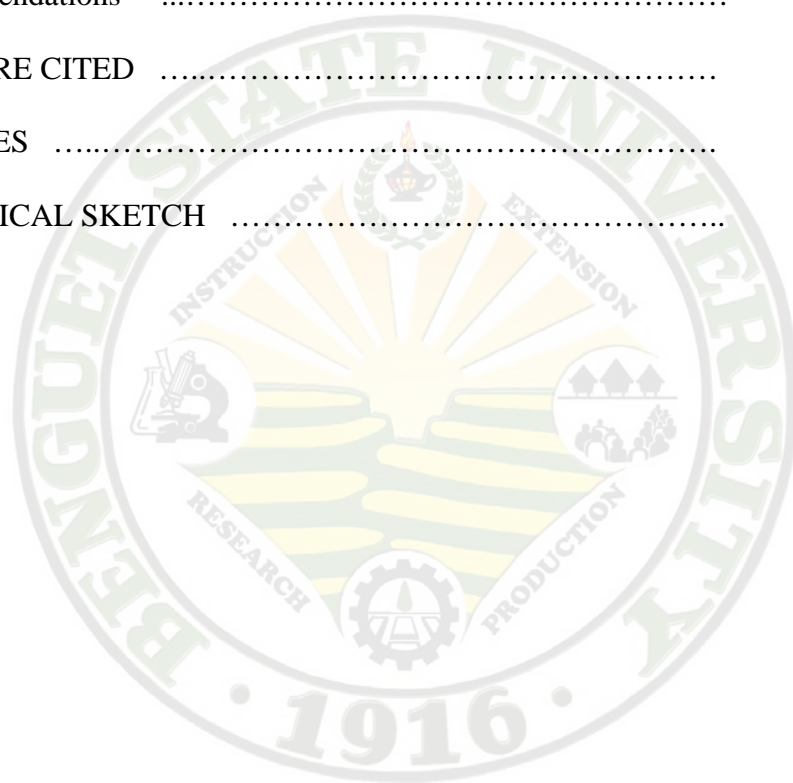 endations ...……………………………………………
RE CITED …..…………………………………………
ES …..…………………………………………………….
ICAL SKETCH ………………………………………..
BENGUET STATE UNIVERSITY
INSTRUCTION
EXTENSION
RESEARCH
PRODUCTION
· 1916 ·